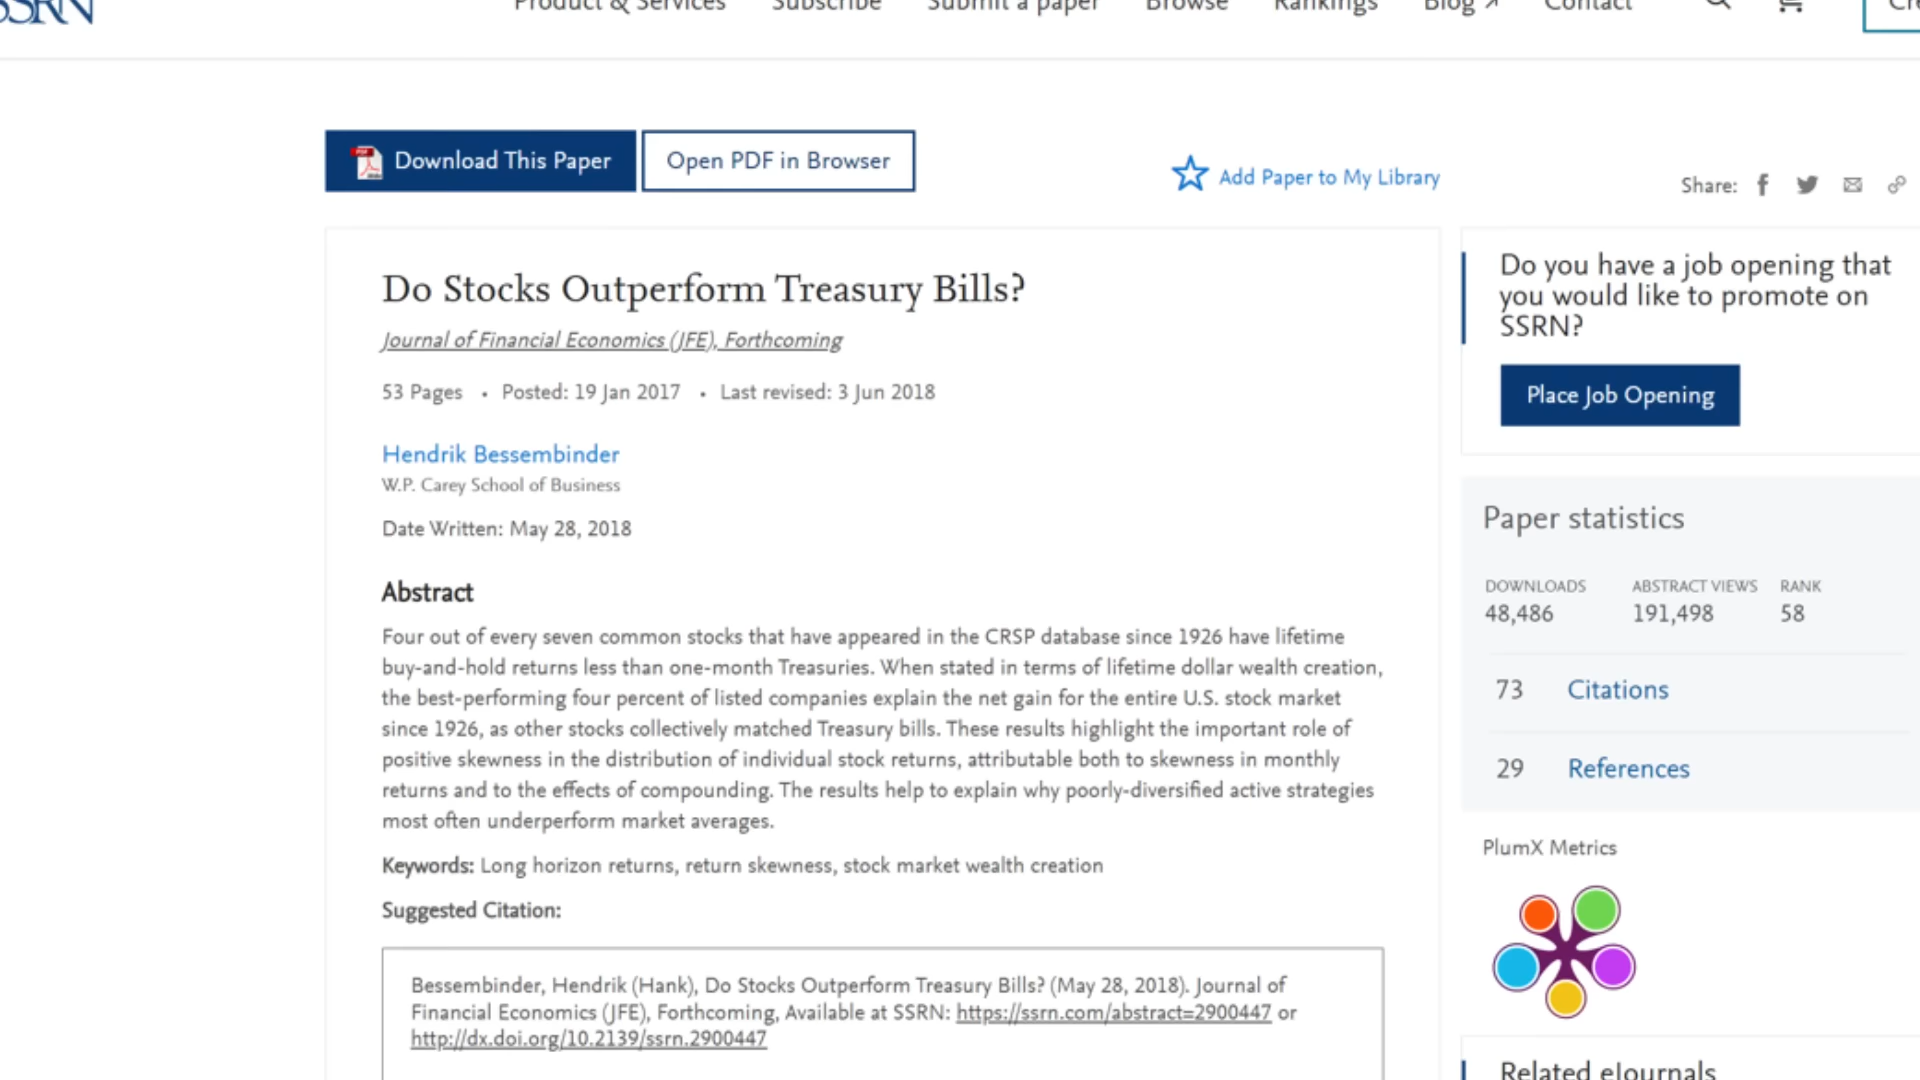 SSRN
Product & Services Subscribe Submit a paper Browse Rankings Blog Contact
Download This Paper
Open PDF in Browser
Add Paper to My Library
Share:
Do Stocks Outperform Treasury Bills?
Journal of Financial Economics (JFE), Forthcoming
53 Pages • Posted: 19 Jan 2017 • Last revised: 3 Jun 2018
Hendrik Bessembinder
W.P. Carey School of Business
Date Written: May 28, 2018
Abstract
Four out of every seven common stocks that have appeared in the CRSP database since 1926 have lifetime
buy-and-hold returns less than one-month Treasuries. When stated in terms of lifetime dollar wealth creation,
the best-performing four percent of listed companies explain the net gain for the entire U.S. stock market
since 1926, as other stocks collectively matched Treasury bills. These results highlight the important role of
positive skewness in the distribution of individual stock returns, attributable both to skewness in monthly
returns and to the effects of compounding. The results help to explain why poorly-diversified active strategies
most often underperform market averages.
Keywords: Long horizon returns, return skewness, stock market wealth creation
Suggested Citation:
Bessembinder, Hendrik (Hank), Do Stocks Outperform Treasury Bills? (May 28, 2018). Journal of
Financial Economics (JFE), Forthcoming, Available at SSRN: https://ssrn.com/abstract=2900447 or
http://dx.doi.org/10.2139/ssrn.2900447
Do you have a job opening that
you would like to promote on
SSRN?
Place Job Opening
Paper statistics
DOWNLOADS ABSTRACT VIEWS RANK
48,486 191,498 58
73 Citations
29 References
PlumX Metrics
Related eJournals